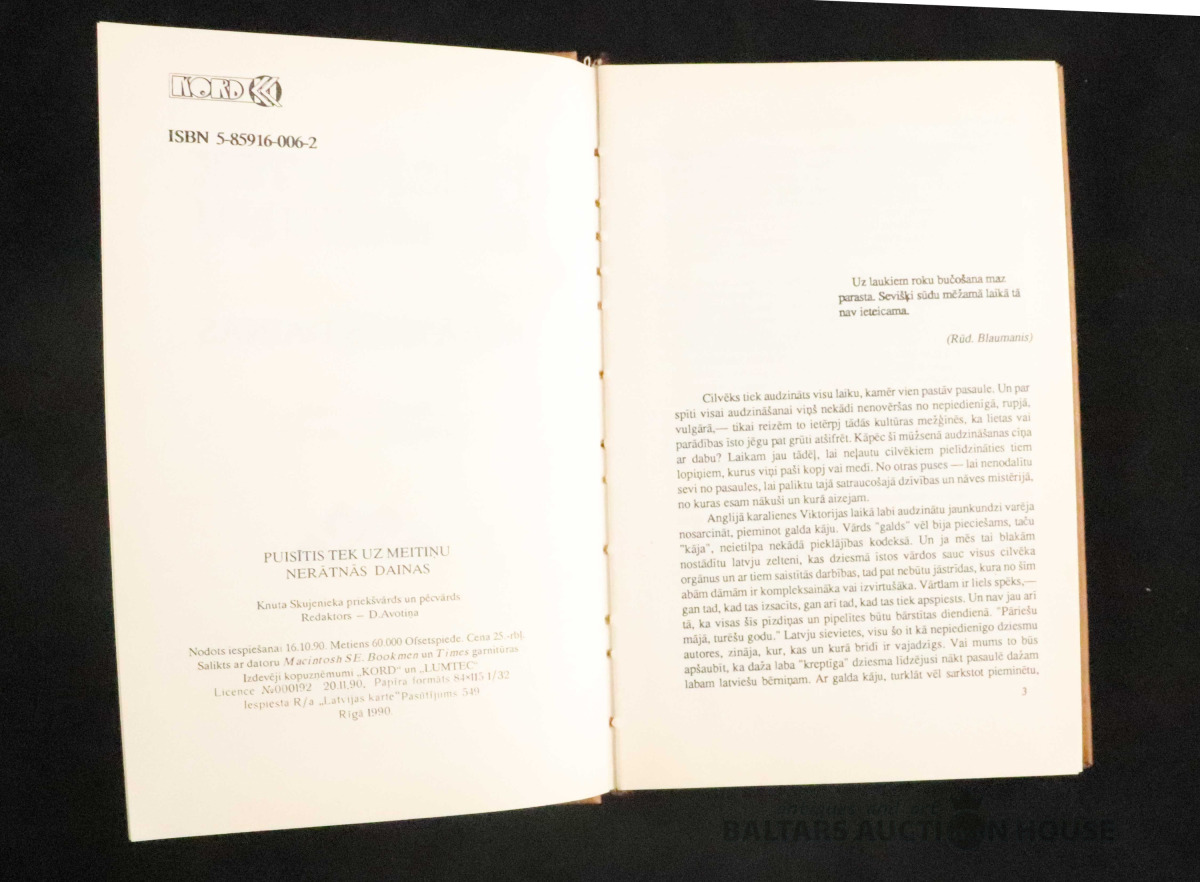 KORD
ISBN 5-85916-006-2
PUISĪTIS TEK UZ MEITIŅU
NERĀTNĀS DAINAS
Knuta Skujenieka priekšvārds un pēcvārds
Redaktors — D.Avotiņa
Nodots iespiešanai 16.10.90. Metiens 60.000 Ofsetspiede. Cena 25.-rbl.
Salikts ar datoru Macintosh SE. Bookmen un Times garnitūras
Izdevēji kopuzņēmumi „KORD" un „LUMTEC"
Licence №000192 20.11.90. Papīra formāts 84×115 1/32
Iespiesta R/a „Latvijas karte" Pasūtījums 549
Rīgā 1990.
Uz laukiem roku bučošana maz
parasta. Sevišķi sūdu mēžamā laikā tā
nav ieteicama.
(Rūd. Blaumanis)
Cilvēks tiek audzināts visu laiku, kamēr vien pastāv pasaule. Un par
spīti visai audzināšanai viņš nekādi nenovēršas no nepiedienīgā, rupjā,
vulgārā,— tikai reizēm to ietērpj tādās kultūras mežģinēs, ka lietas vai
parādības īsto jēgu pat grūti atšifrēt. Kāpēc šī mūžsenā audzināšanas cīņa
ar dabu? Laikam jau tādēļ, lai neļautu cilvēkiem pielīdzināties tiem
lopiņiem, kurus viņi paši kopj vai medī. No otras puses — lai nenodalītu
sevi no pasaules, lai paliktu tajā satraucošajā dzīvības un nāves mistērijā,
no kuras esam nākuši un kurā aizejam.
Anglijā karalienes Viktorijas laikā labi audzinātu jaunkundzi varēja
nosarcināt, pieminot galda kāju. Vārds "galds" vēl bija pieciešams, taču
"kāja", neietilpa nekādā pieklājības kodeksā. Un ja mēs tai blakām
nostādītu latvju zelteni, kas dziesmā īstos vārdos sauc visus cilvēka
orgānus un ar tiem saistītās darbības, tad pat nebūtu jāstrīdas, kura no šīm
abām dāmām ir kompleksaināka vai izvirtušāka. Vārtlam ir liels spēks,—
gan tad, kad tas izsacīts, gan arī tad, kad tas tiek apspiests. Un nav jau arī
tā, ka visas šīs pizdiņas un pipelītes būtu bārstītas diendienā. "Pāriešu
mājā, turēšu godu." Latvju sievietes, visu šo it kā nepiedienīgo dziesmu
autores, zināja, kur, kas un kurā brīdī ir vajadzīgs. Vai mums to būs
apšaubīt, ka daža laba "kreptīga" dziesma līdzējusi nākt pasaulē dažam
labam latviešu bērniņam. Ar galda kāju, turklāt vēl sarkstot pieminētu,
3
BALTARS AUCTION HOUSE